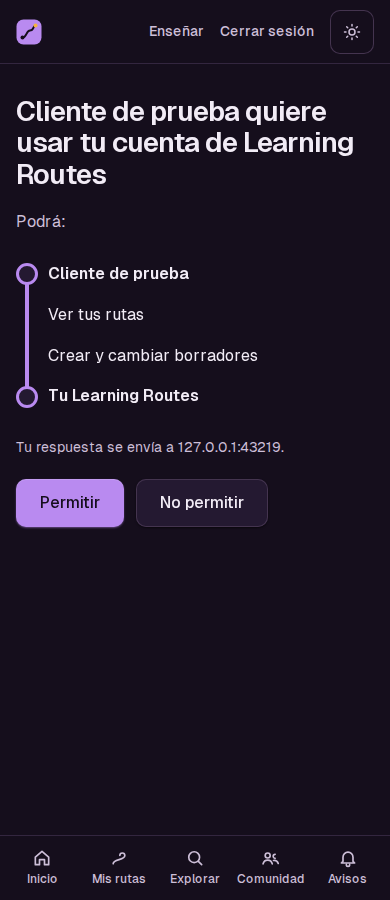 Enseñar
Cerrar sesión
Cliente de prueba quiere
usar tu cuenta de Learning
Routes
Podrá:
Cliente de prueba
Ver tus rutas
Crear y cambiar borradores
Tu Learning Routes
Tu respuesta se envía a 127.0.0.1:43219.
Permitir
No permitir
Inicio
Mis rutas
Explorar
Comunidad
Avisos